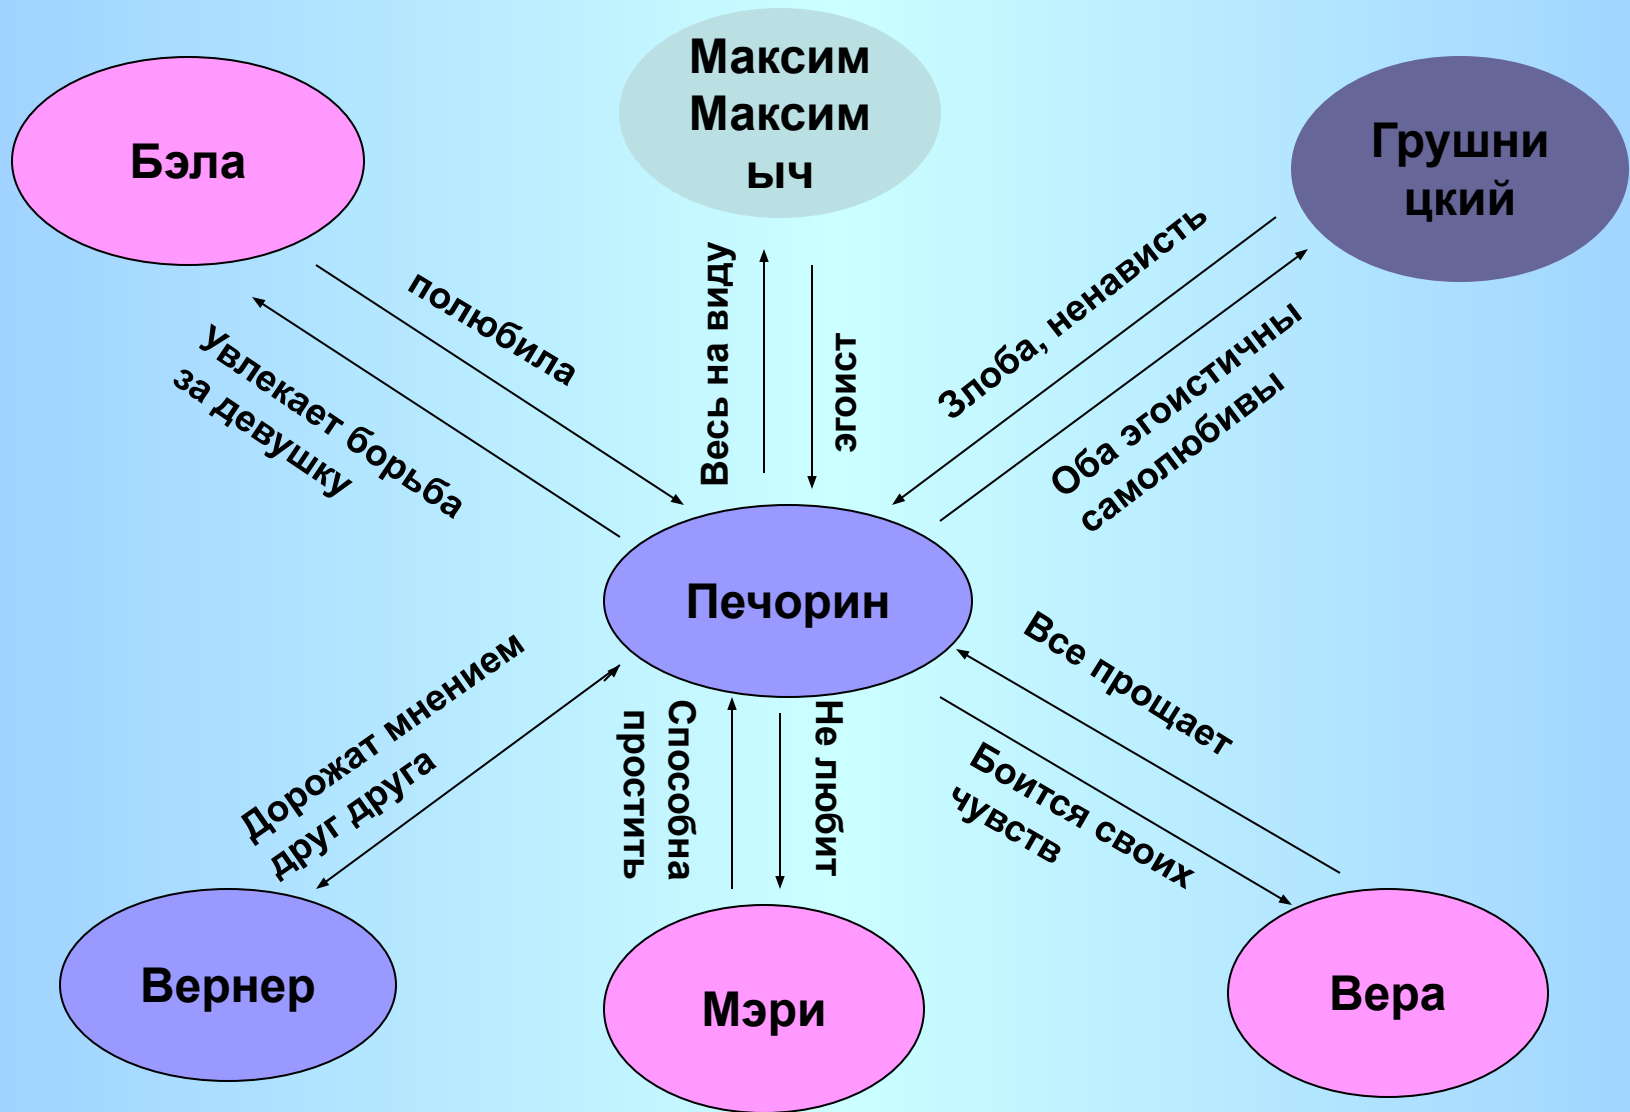 Максим
Максим
ыч
Бэла
Грушни
цкий
полюбила
Увлекает борьба
за девушку
Весь на виду
эгоист
Злоба, ненависть
Оба эгоистичны
самолюбивы
Печорин
Дорожат мнением
друг друга
Способна
простить
Не любит
Все прощает
Боится своих
чувств
Вернер
Мэри
Вера